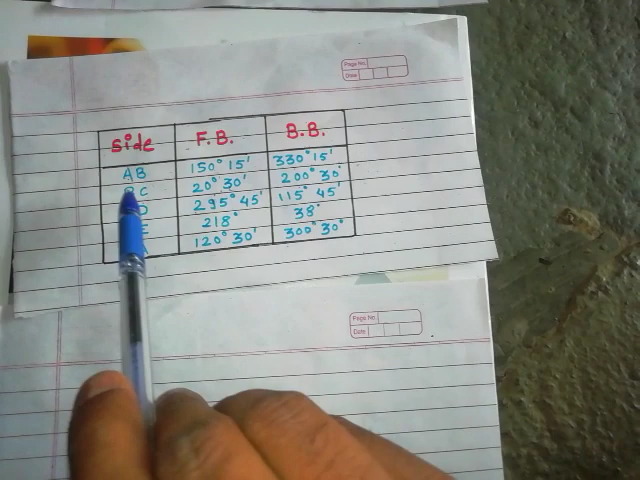 Page No.
Date
Side F.B. B.B.
AB 150° 15' 330° 15'
BC 20° 30' 200° 30'
295° 45' 115° 45'
218° 38°
120° 30' 300° 30'
Page No.
Date